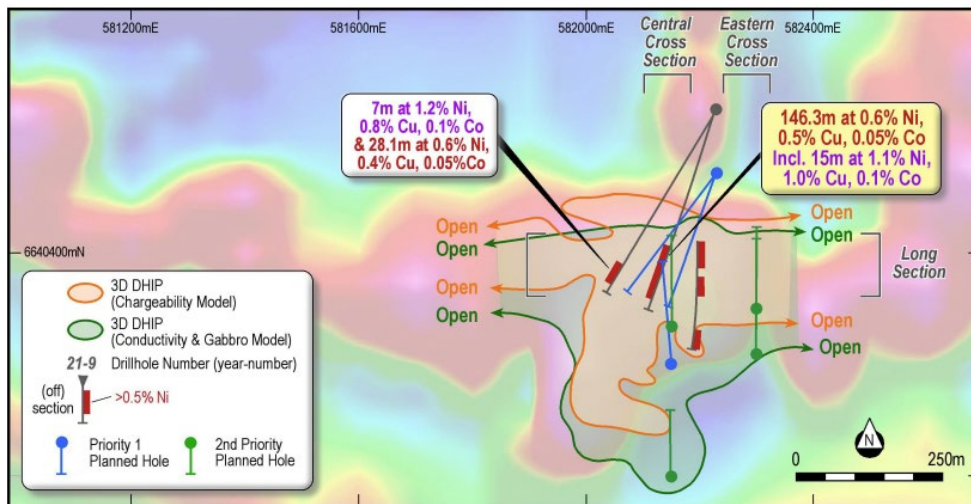 581200mE
581600mE
582000mE
582400mE
Central
Cross
Section
Eastern
Cross
Section
7m at 1.2% Ni,
0.8% Cu, 0.1% Co
& 28.1m at 0.6% Ni,
0.4% Cu, 0.05%Co
146.3m at 0.6% Ni,
0.5% Cu, 0.05% Co
Incl. 15m at 1.1% Ni,
1.0% Cu, 0.1% Co
Open
Open
Open
Open
Open
Open
Open
Open
Long
Section
6640400mN
3D DHIP
(Chargeability Model)
3D DHIP
(Conductivity & Gabbro Model)
21-9
Drillhole Number (year-number)
(off)
section
>0.5% Ni
Priority 1
Planned Hole
2nd Priority
Planned Hole
N
0
250m